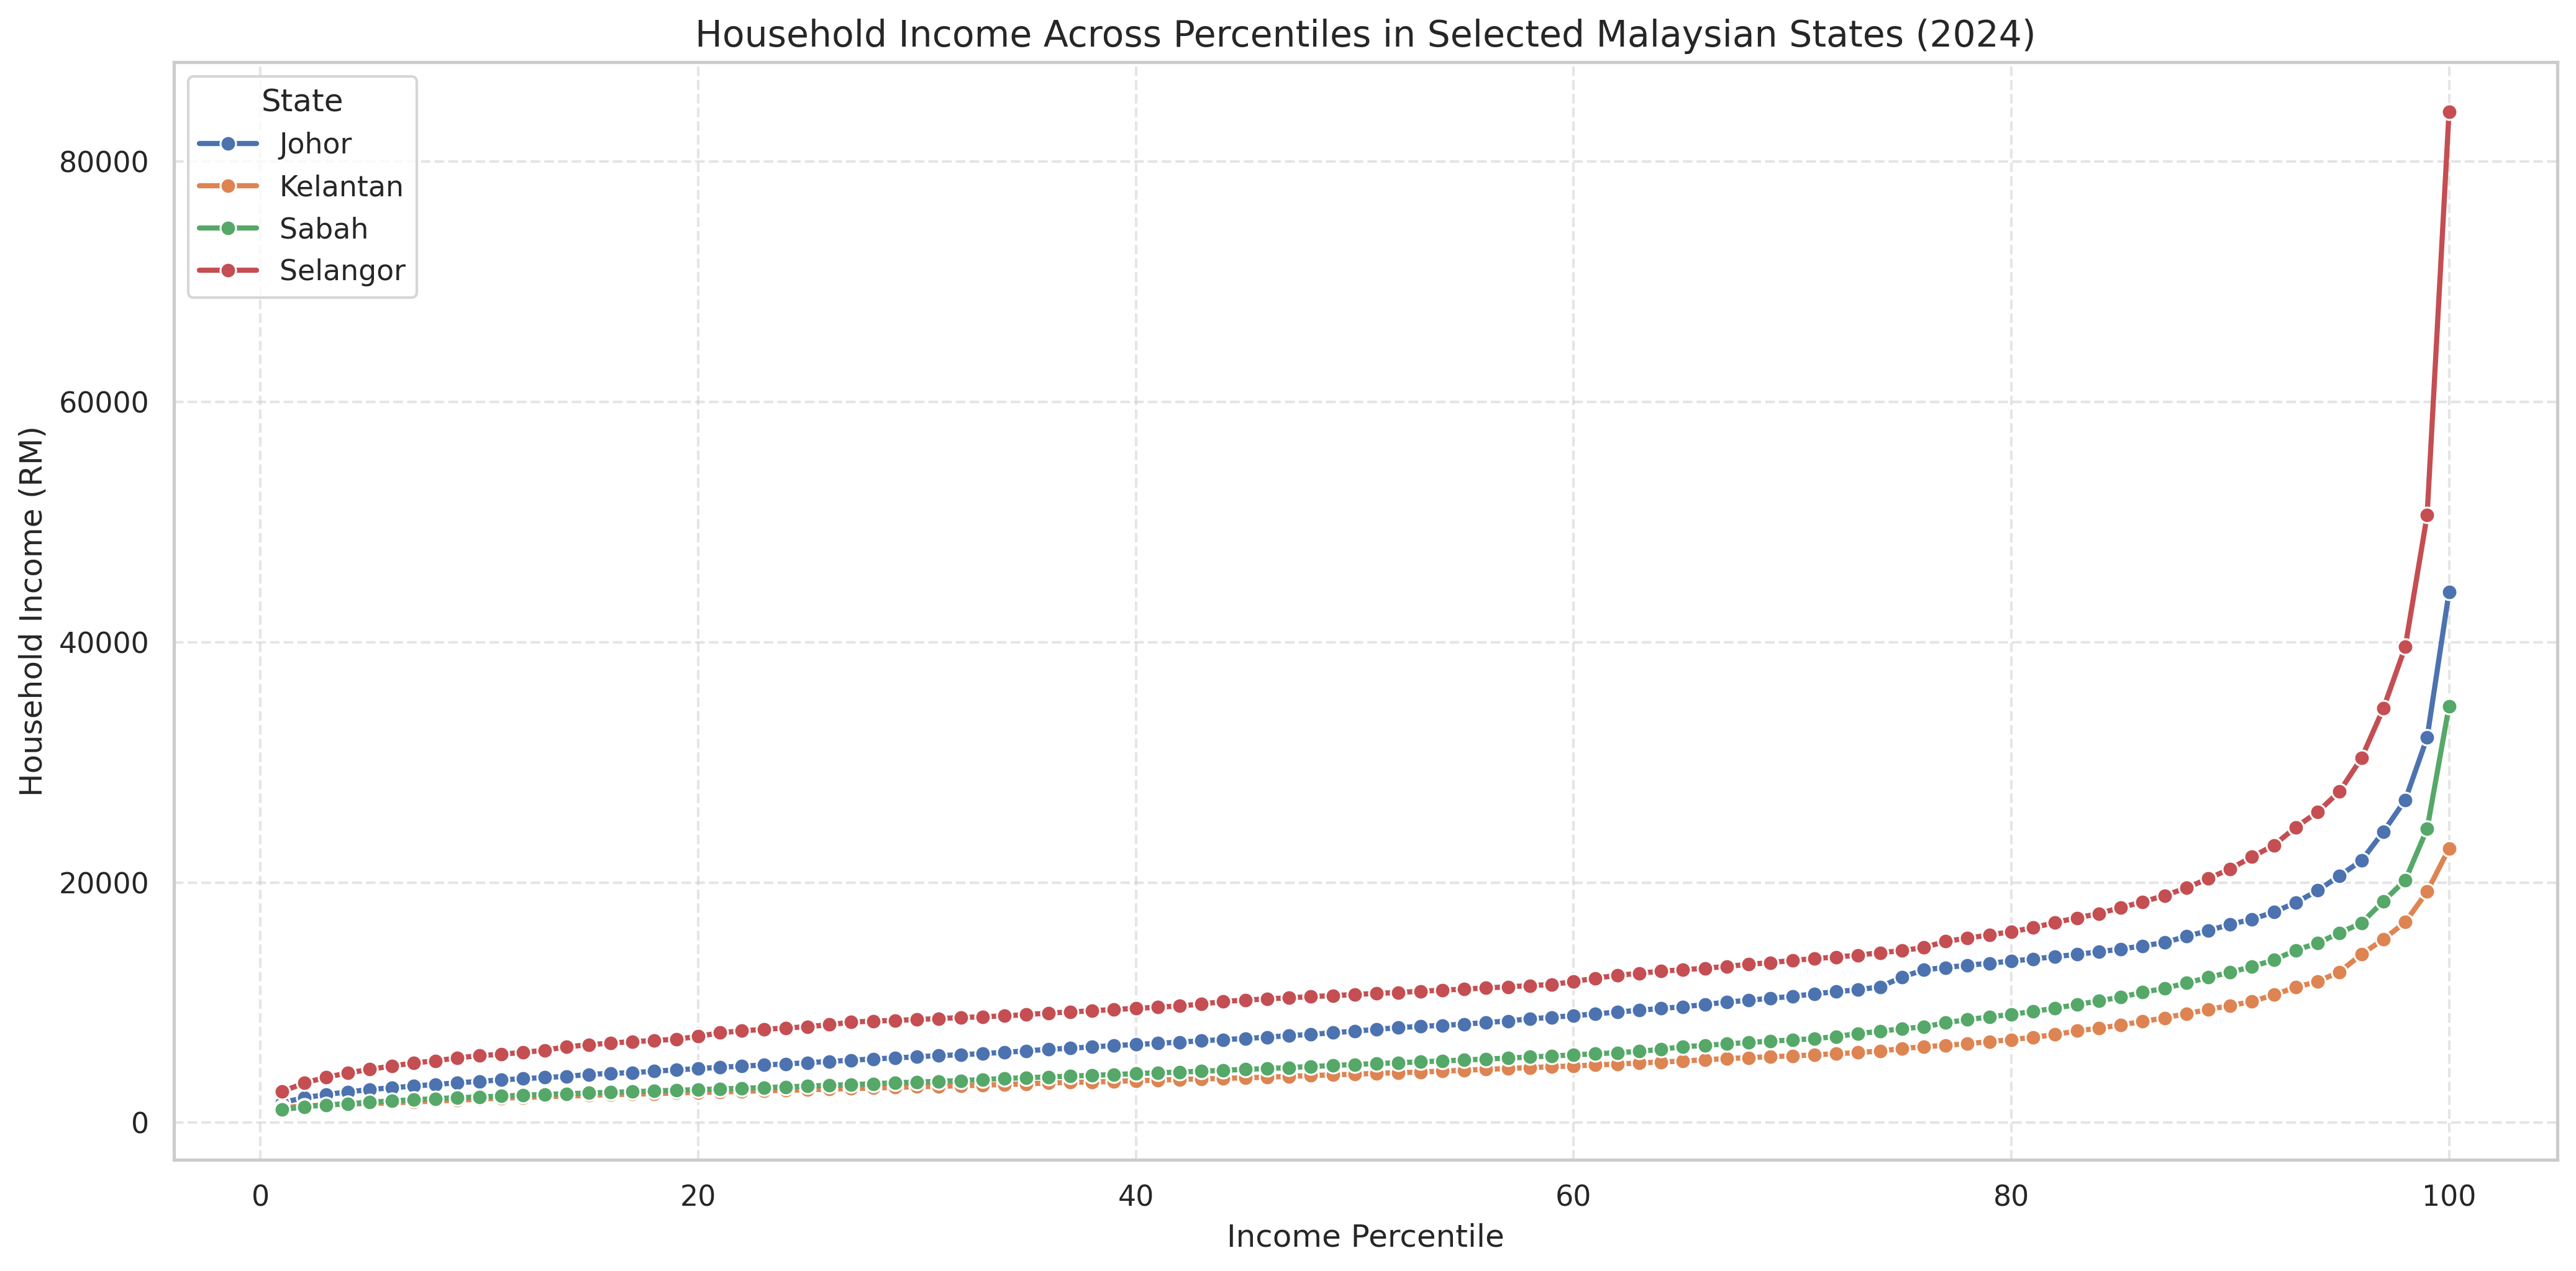 Household Income Across Percentiles in Selected Malaysian States (2024)
State
Johor
Kelantan
Sabah
Selangor
Household Income (RM)
80000
60000
40000
20000
0
0 20 40 60 80 100
Income Percentile